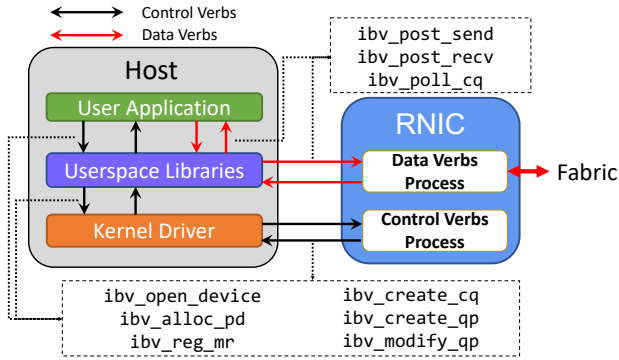 Control Verbs
Data Verbs
Host
User Application
Userspace Libraries
Kernel Driver
ibv_post_send
ibv_post_recv
ibv_poll_cq
RNIC
Data Verbs
Process
Control Verbs
Process
Fabric
ibv_open_device
ibv_alloc_pd
ibv_reg_mr
ibv_create_cq
ibv_create_qp
ibv_modify_qp